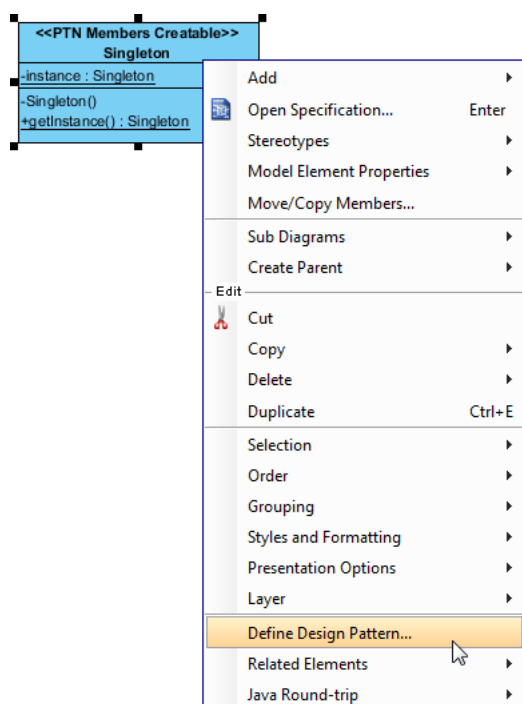 <<PTN Members Creatable>>
Singleton
-instance : Singleton
-Singleton()
+getInstance() : Singleton
Add
Open Specification... Enter
Stereotypes
Model Element Properties
Move/Copy Members...
Sub Diagrams
Create Parent
Edit
Cut
Copy
Delete
Duplicate Ctrl+E
Selection
Order
Grouping
Styles and Formatting
Presentation Options
Layer
Define Design Pattern...
Related Elements
Java Round-trip